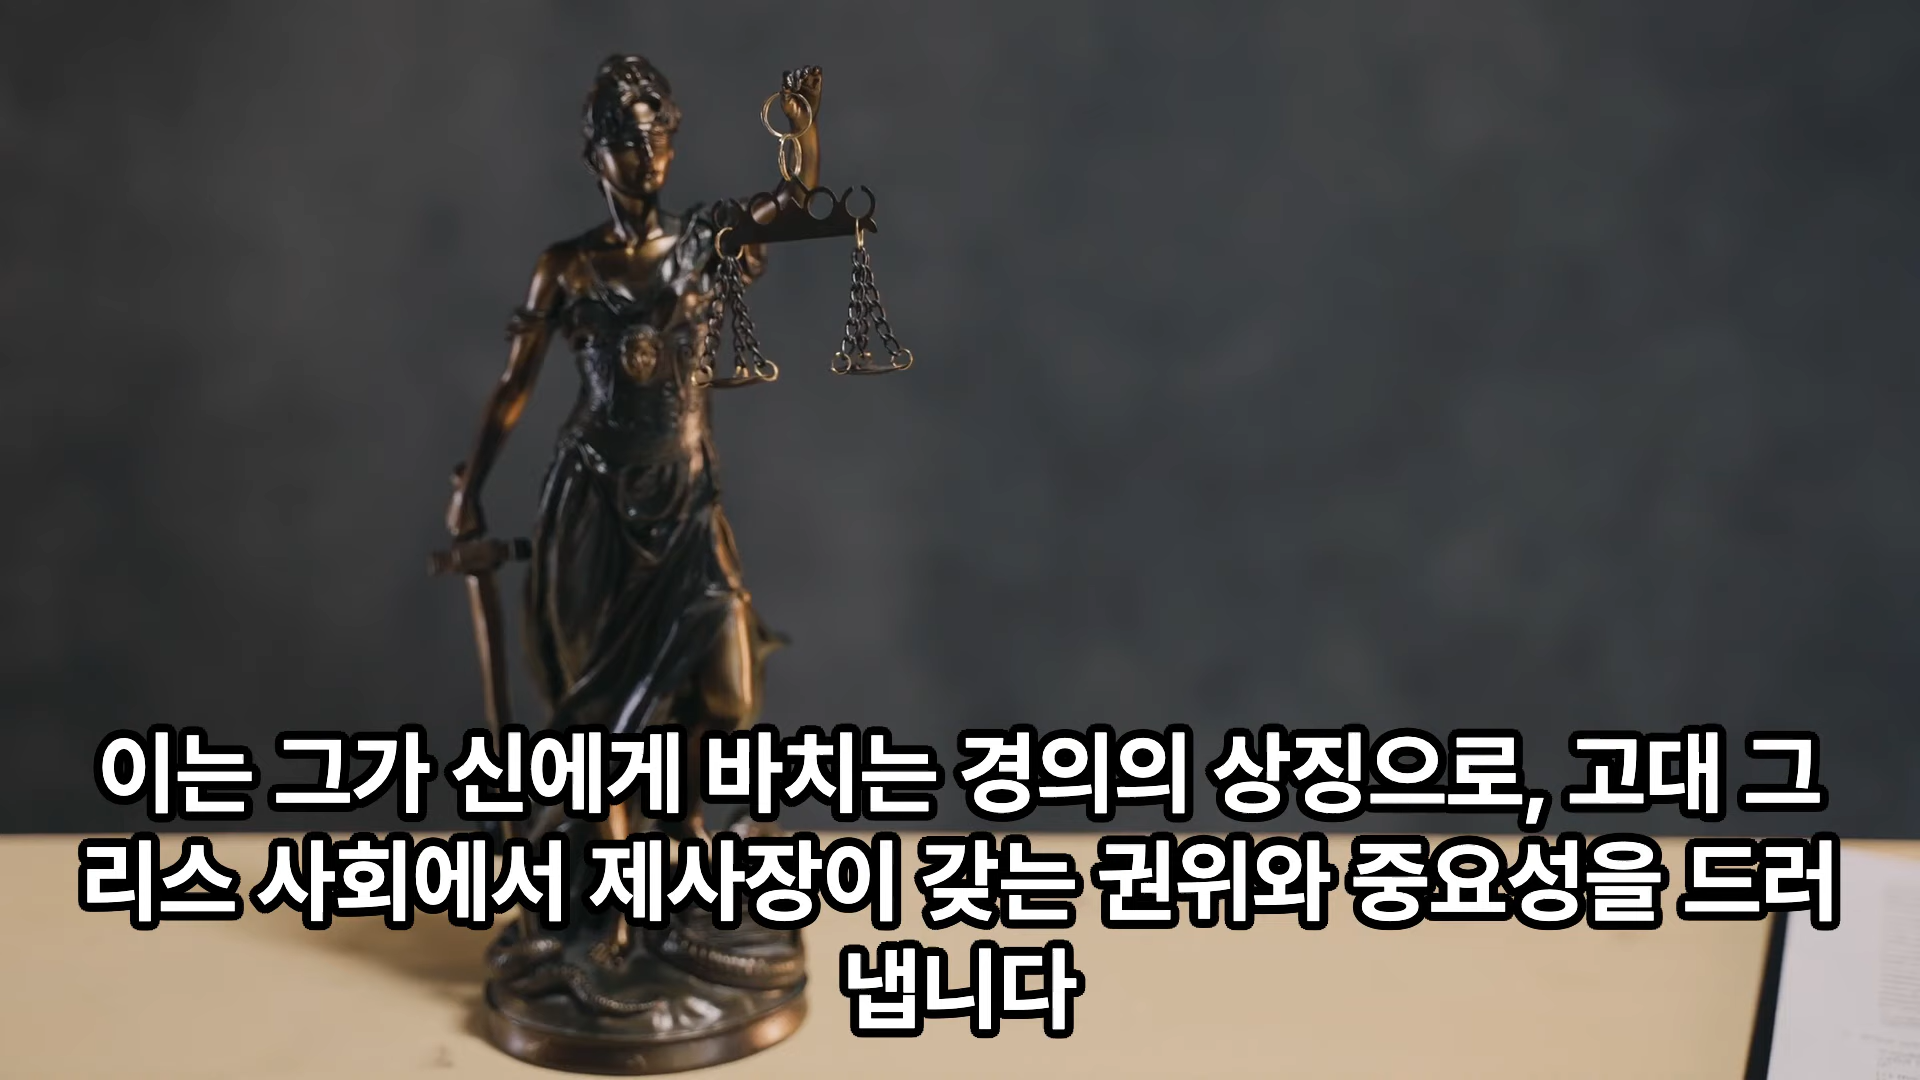 이는 그가 신에게 바치는 경의의 상징으로, 고대 그
리스 사회에서 제사장이 갖는 권위와 중요성을 드러
냅니다